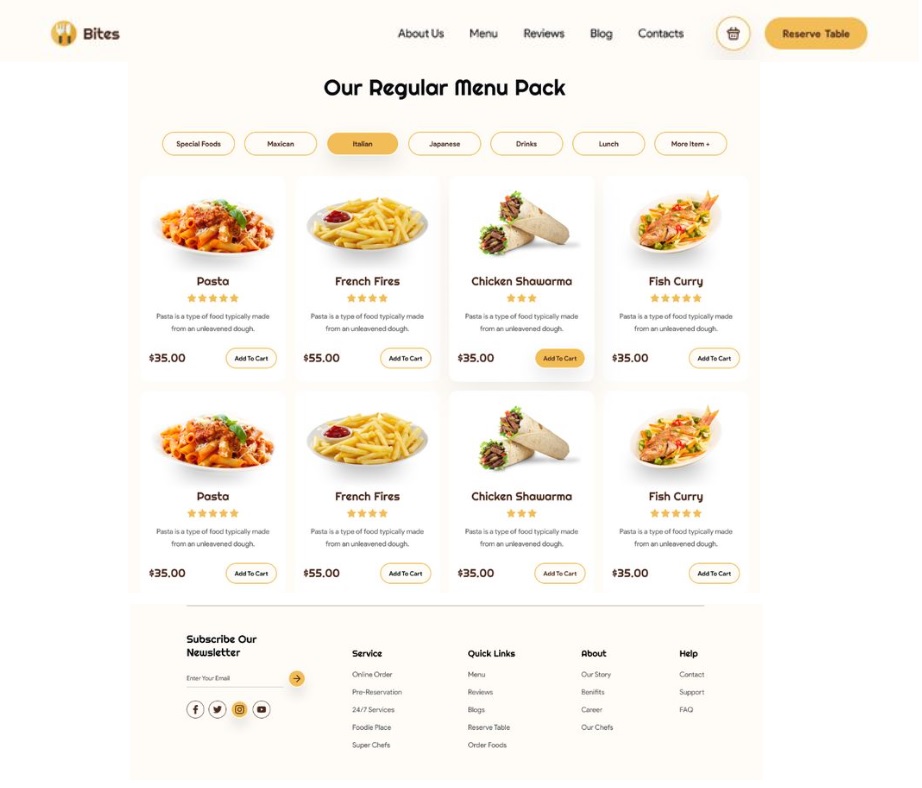 Bites
About Us Menu Reviews Blog Contacts
Reserve Table
Our Regular Menu Pack
Special Foods Maxican Italian Japanese Drinks Lunch More Item +
Pasta French Fires Chicken Shawarma Fish Curry
Pasta is a type of food typically made Pasta is a type of food typically made Pasta is a type of food typically made Pasta is a type of food typically made
from an unleavened dough. from an unleavened dough. from an unleavened dough. from an unleavened dough.
$35.00 Add To Cart $55.00 Add To Cart $35.00 Add To Cart $35.00 Add To Cart
Pasta French Fires Chicken Shawarma Fish Curry
Pasta is a type of food typically made Pasta is a type of food typically made Pasta is a type of food typically made Pasta is a type of food typically made
from an unleavened dough. from an unleavened dough. from an unleavened dough. from an unleavened dough.
$35.00 Add To Cart $55.00 Add To Cart $35.00 Add To Cart $35.00 Add To Cart
Subscribe Our
Newsletter
Enter Your Email
Service
Online Order
Pre-Reservation
24/7 Services
Foodie Place
Super Chefs
Quick Links
Menu
Reviews
Blogs
Reserve Table
Order Foods
About
Our Story
Benifits
Career
Our Chefs
Help
Contact
Support
FAQ